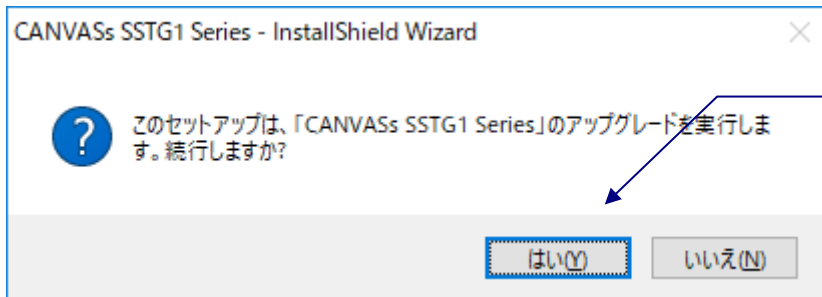 CANVASs SSTG1 Series - InstallShield Wizard
このセットアップは、「CANVASs SSTG1 Series」のアップグレードを実行しま
す。続行しますか?
はい(Y)
いいえ(N)